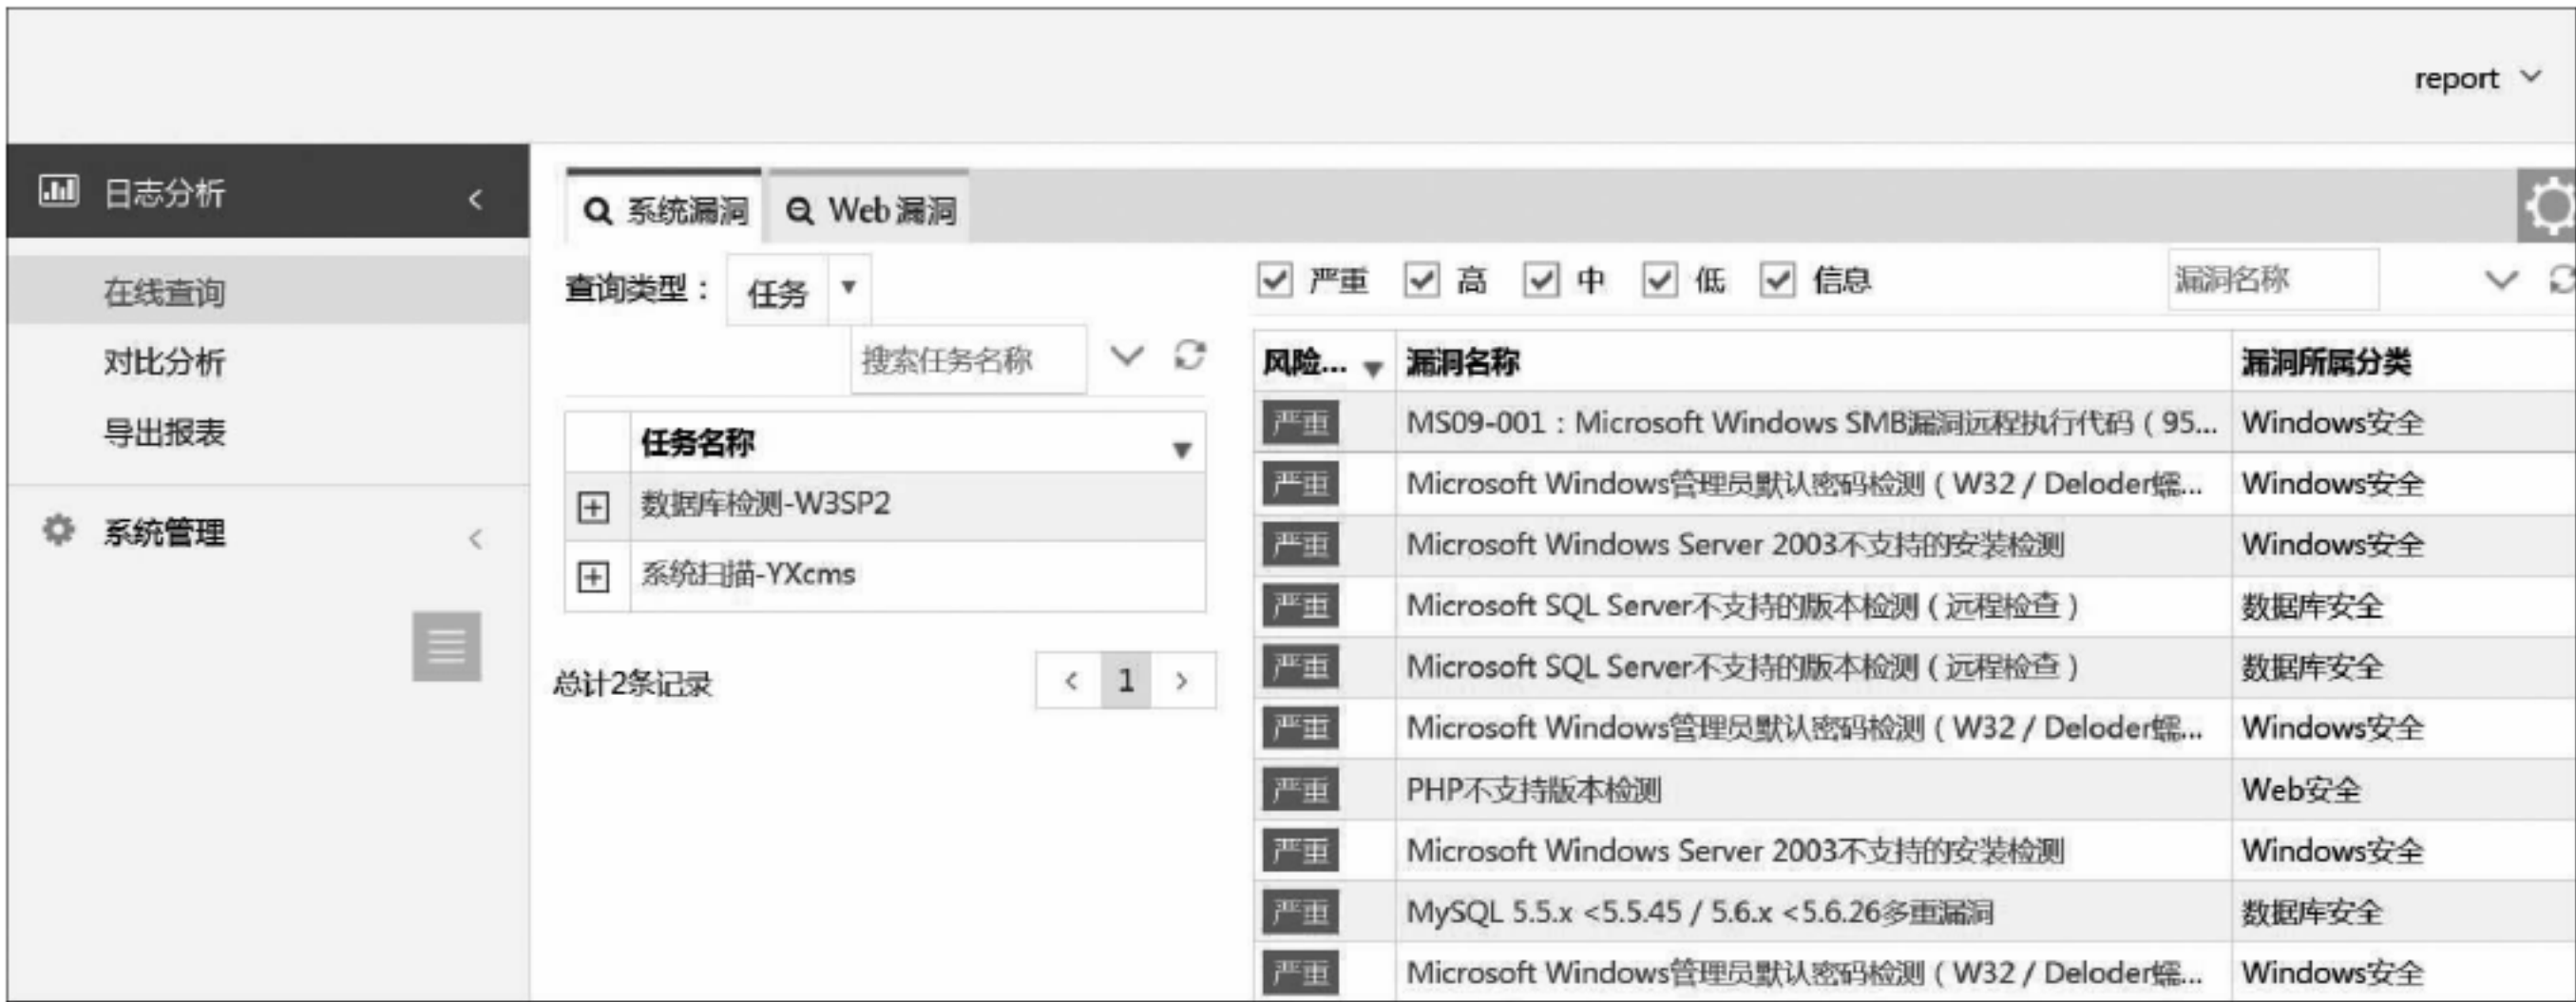 report
日志分析
在线查询
对比分析
导出报表
系统管理
系统漏洞 Web漏洞
查询类型： 任务
搜索任务名称
任务名称
数据库检测-W3SP2
系统扫描-YXcms
总计2条记录 < 1 >
严重 高 中 低 信息 漏洞名称
风险... 漏洞名称 漏洞所属分类
严重 MS09-001：Microsoft Windows SMB漏洞远程执行代码（95... Windows安全
严重 Microsoft Windows管理员默认密码检测（W32 / Deloder蠕... Windows安全
严重 Microsoft Windows Server 2003不支持的安装检测 Windows安全
严重 Microsoft SQL Server不支持的版本检测（远程检查） 数据库安全
严重 Microsoft SQL Server不支持的版本检测（远程检查） 数据库安全
严重 Microsoft Windows管理员默认密码检测（W32 / Deloder蠕... Windows安全
严重 PHP不支持版本检测 Web安全
严重 Microsoft Windows Server 2003不支持的安装检测 Windows安全
严重 MySQL 5.5.x <5.5.45 / 5.6.x <5.6.26多重漏洞 数据库安全
严重 Microsoft Windows管理员默认密码检测（W32 / Deloder蠕... Windows安全